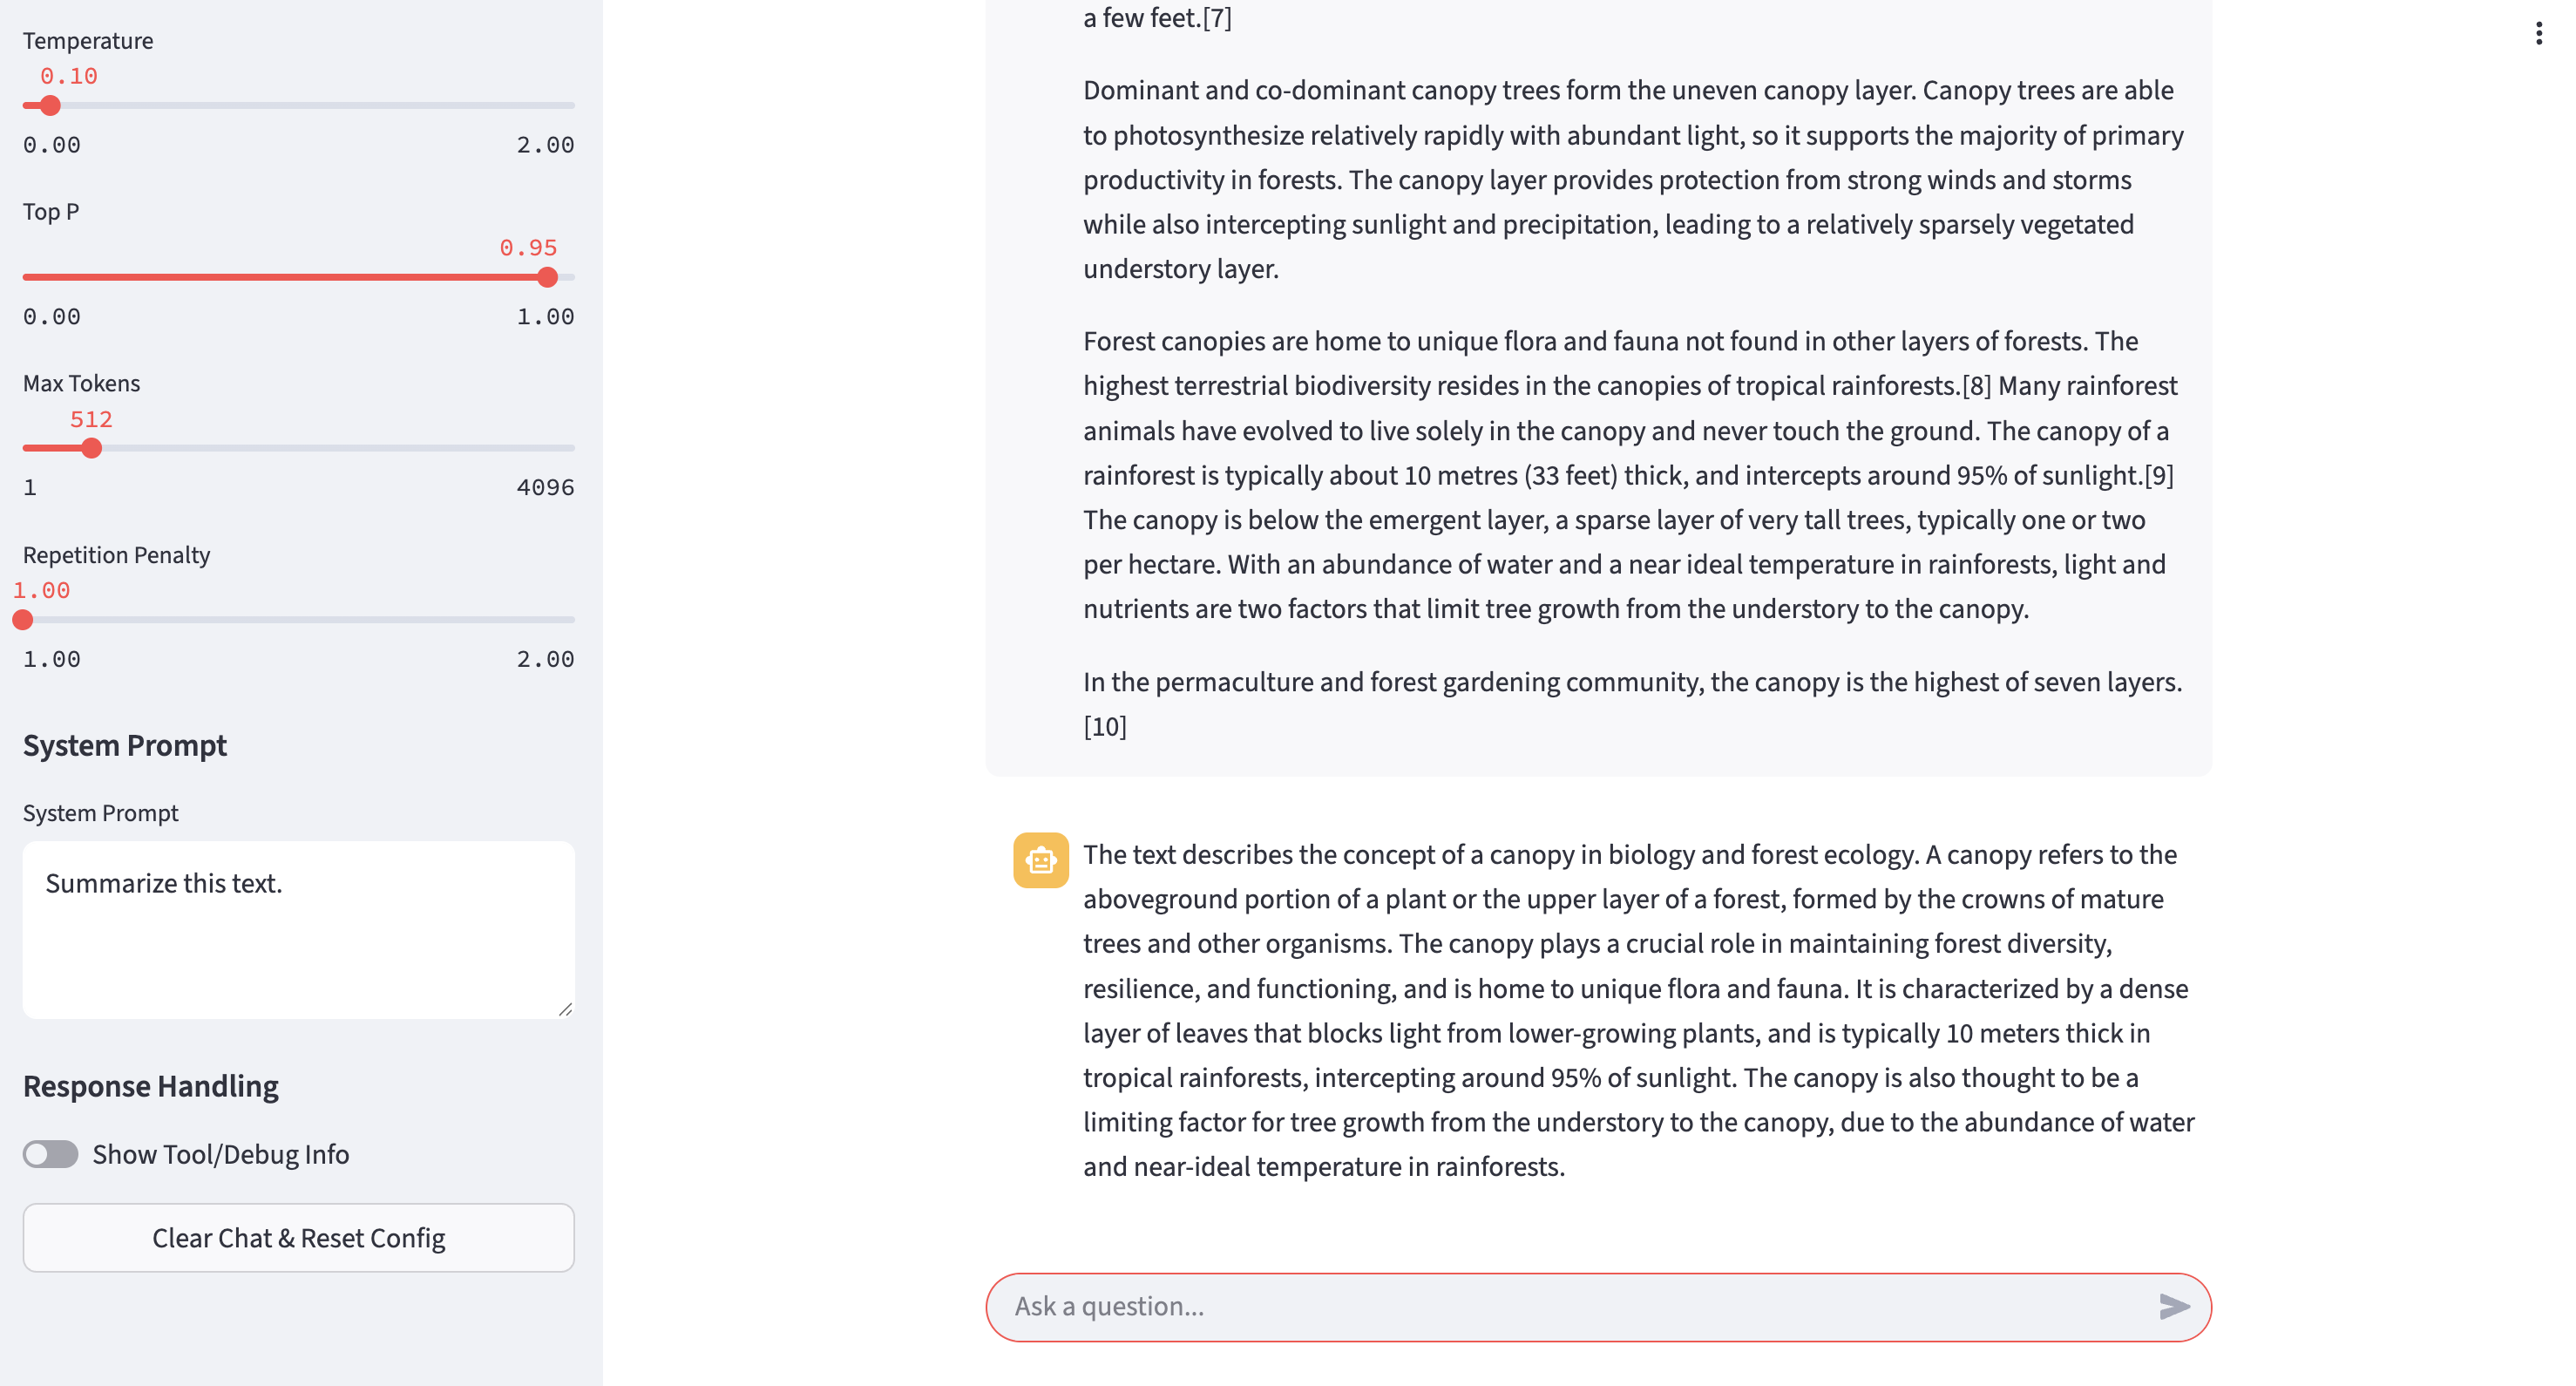 Temperature
0.10
0.00 2.00
Top P
0.95
0.00 1.00
Max Tokens
512
1 4096
Repetition Penalty
1.00
1.00 2.00
System Prompt
System Prompt
Summarize this text.
Response Handling
Show Tool/Debug Info
Clear Chat & Reset Config
a few feet.[7]
Dominant and co-dominant canopy trees form the uneven canopy layer. Canopy trees are able
to photosynthesize relatively rapidly with abundant light, so it supports the majority of primary
productivity in forests. The canopy layer provides protection from strong winds and storms
while also intercepting sunlight and precipitation, leading to a relatively sparsely vegetated
understory layer.
Forest canopies are home to unique flora and fauna not found in other layers of forests. The
highest terrestrial biodiversity resides in the canopies of tropical rainforests.[8] Many rainforest
animals have evolved to live solely in the canopy and never touch the ground. The canopy of a
rainforest is typically about 10 metres (33 feet) thick, and intercepts around 95% of sunlight.[9]
The canopy is below the emergent layer, a sparse layer of very tall trees, typically one or two
per hectare. With an abundance of water and a near ideal temperature in rainforests, light and
nutrients are two factors that limit tree growth from the understory to the canopy.
In the permaculture and forest gardening community, the canopy is the highest of seven layers.
[10]
The text describes the concept of a canopy in biology and forest ecology. A canopy refers to the
aboveground portion of a plant or the upper layer of a forest, formed by the crowns of mature
trees and other organisms. The canopy plays a crucial role in maintaining forest diversity,
resilience, and functioning, and is home to unique flora and fauna. It is characterized by a dense
layer of leaves that blocks light from lower-growing plants, and is typically 10 meters thick in
tropical rainforests, intercepting around 95% of sunlight. The canopy is also thought to be a
limiting factor for tree growth from the understory to the canopy, due to the abundance of water
and near-ideal temperature in rainforests.
Ask a question...